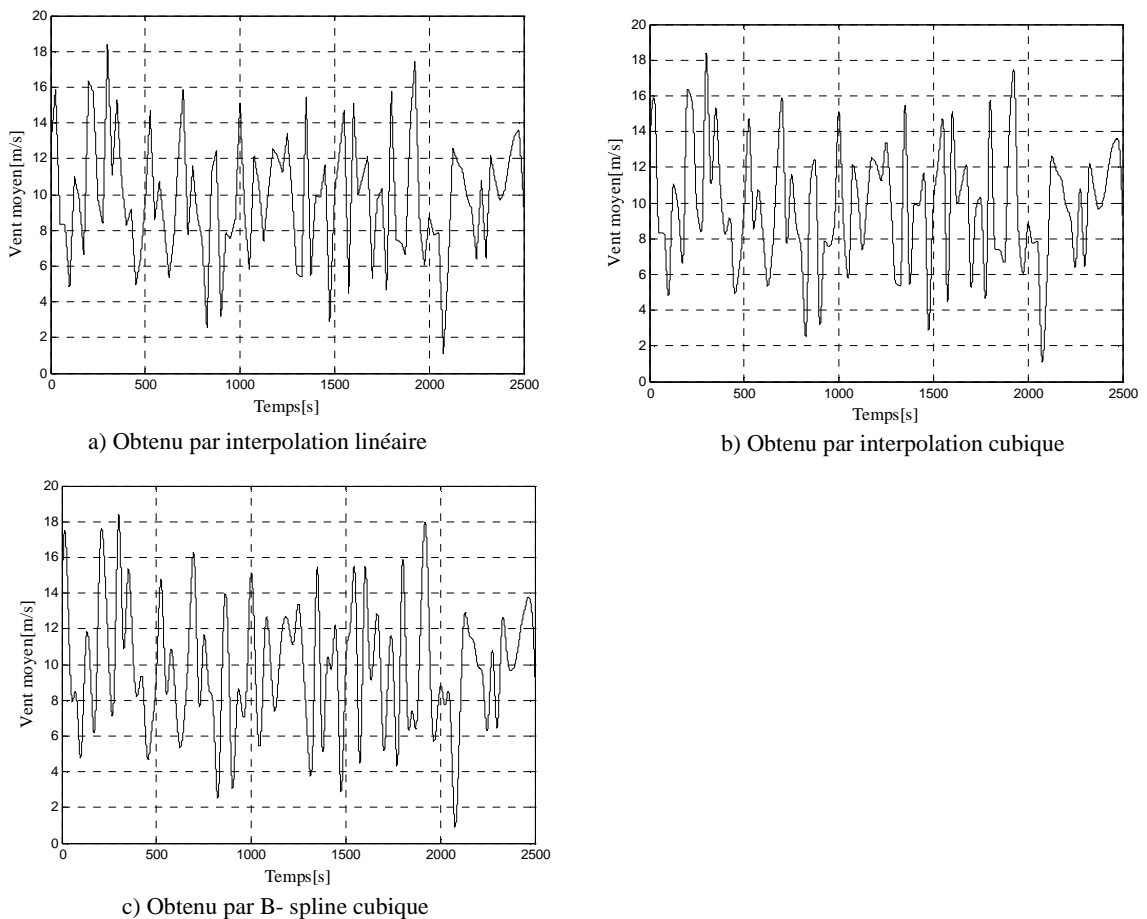 20
18
16
14
12
10
8
6
4
2
0
Vent moyen[m/s]
0 500 1000 1500 2000 2500
Temps[s]
a) Obtenu par interpolation linéaire
20
18
16
14
12
10
8
6
4
2
0
Vent moyen[m/s]
0 500 1000 1500 2000 2500
Temps[s]
b) Obtenu par interpolation cubique
20
18
16
14
12
10
8
6
4
2
0
Vent moyen[m/s]
0 500 1000 1500 2000 2500
Temps[s]
c) Obtenu par B- spline cubique